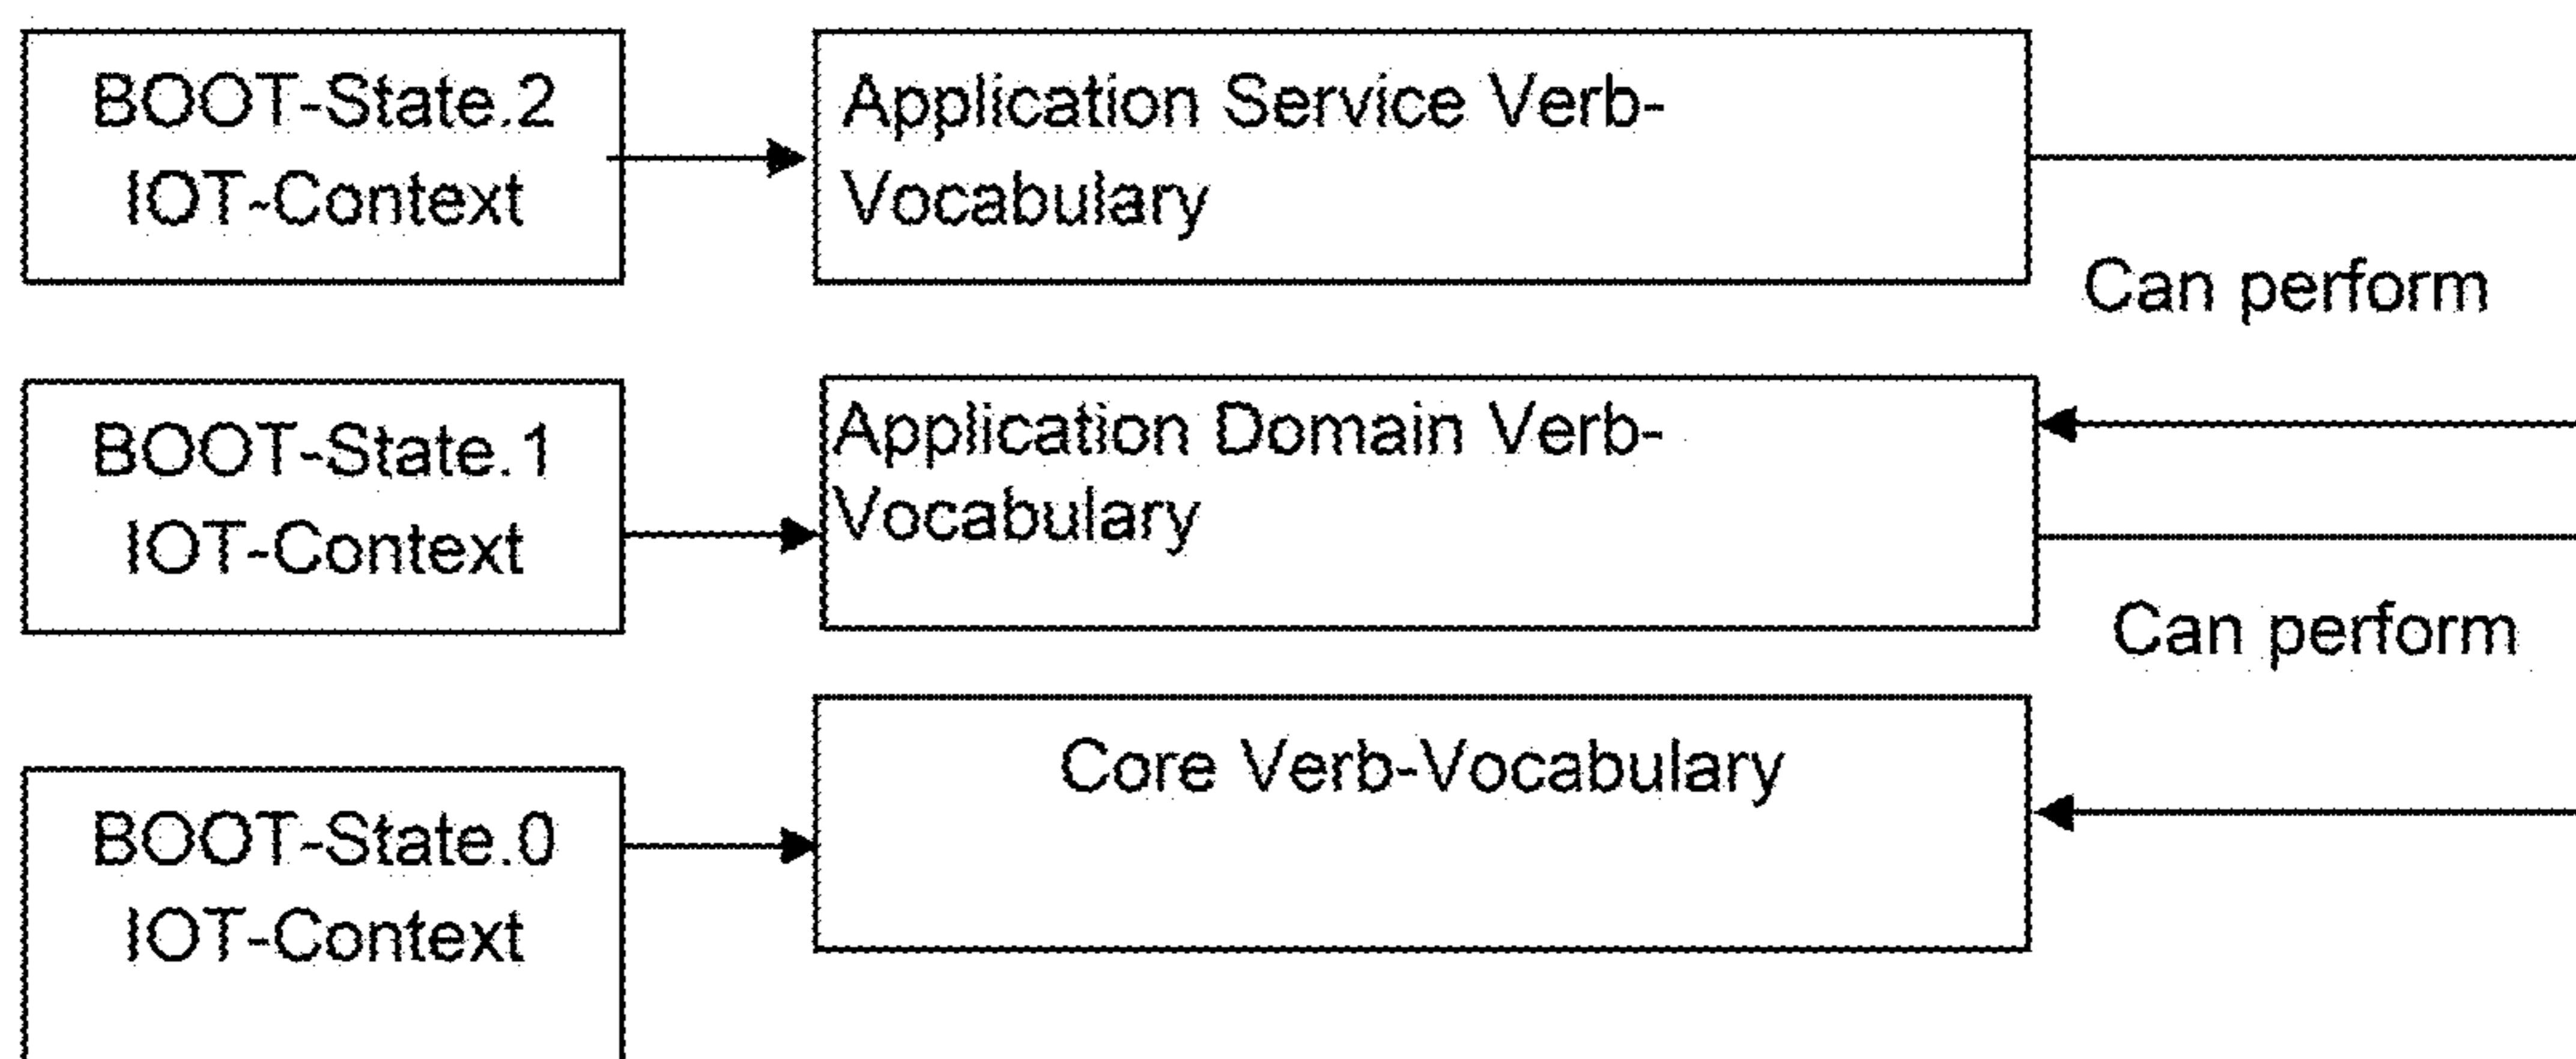 BOOT-State.2
IOT-Context
Application Service Verb-
Vocabulary
Can perform
BOOT-State.1
IOT-Context
Application Domain Verb-
Vocabulary
Can perform
BOOT-State.0
IOT-Context
Core Verb-Vocabulary